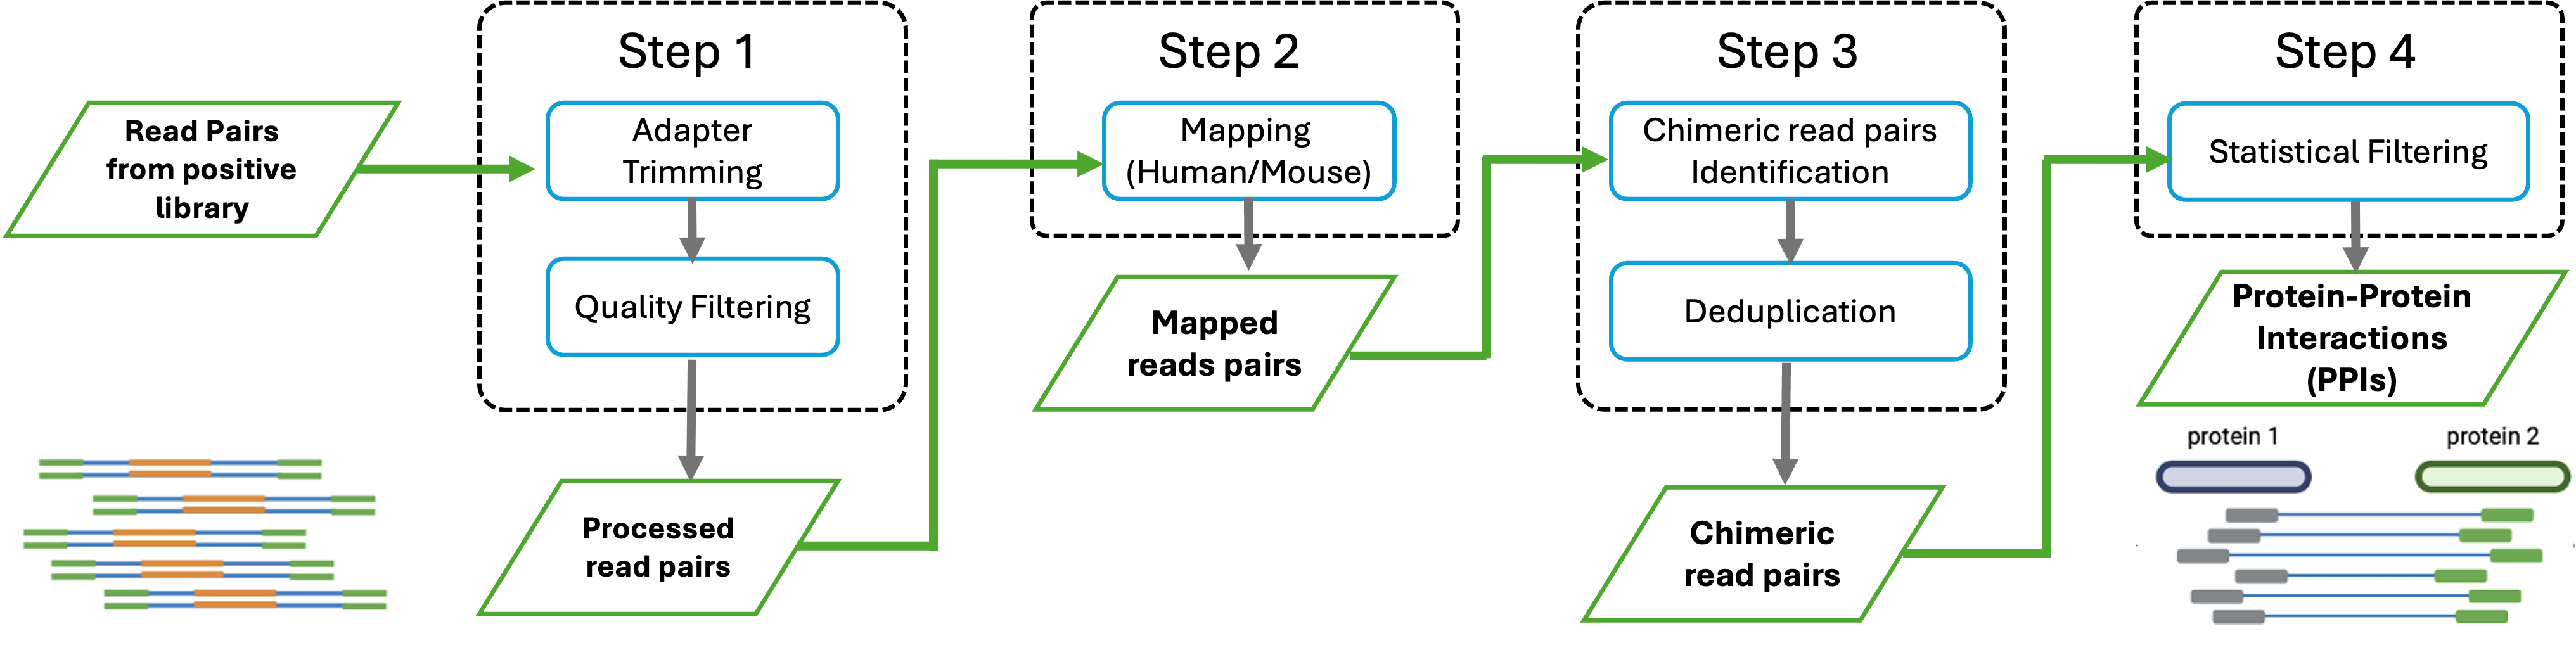 Read Pairs
from positive
library
Step 1
Adapter
Trimming
Quality Filtering
Processed
read pairs
Step 2
Mapping
(Human/Mouse)
Mapped
reads pairs
Step 3
Chimeric read pairs
Identification
Deduplication
Chimeric
read pairs
Step 4
Statistical Filtering
Protein-Protein
Interactions
(PPIs)
protein 1
protein 2